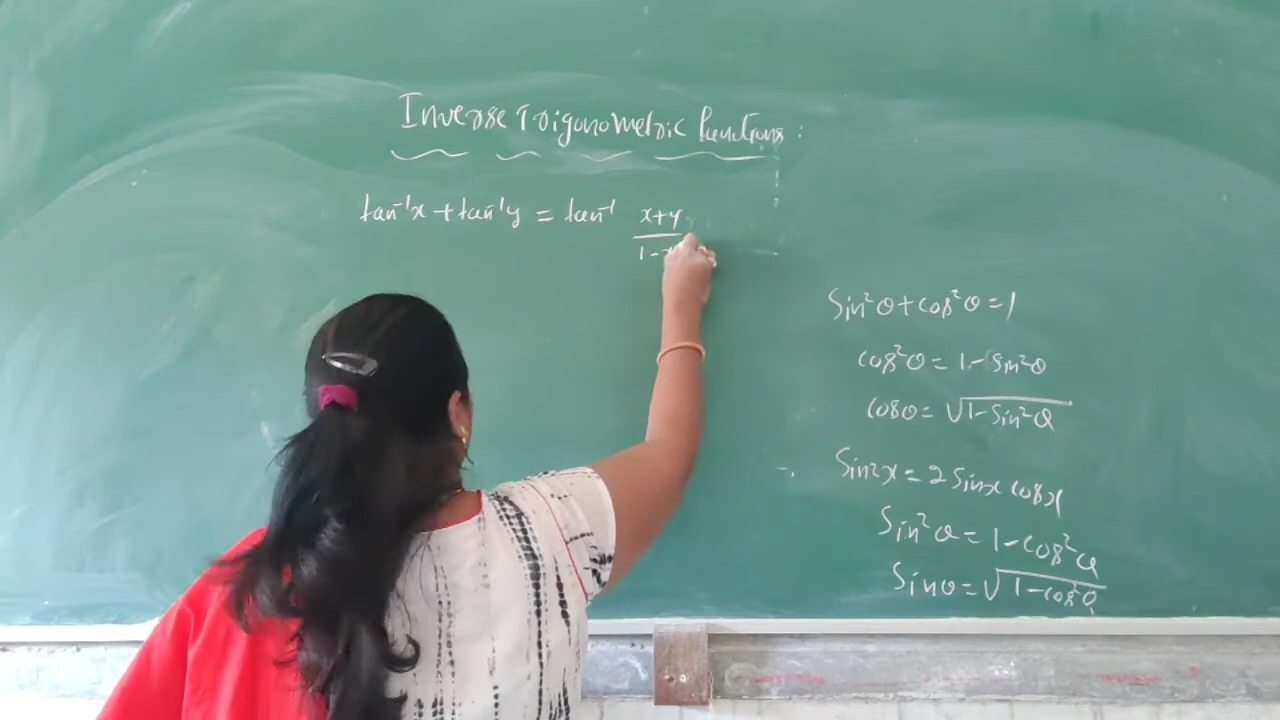 Inverse Trigonometric Functions :
tan⁻¹x + tan⁻¹y = tan⁻¹ x+y / 1-
Sin²θ + cos²θ = 1
cos²θ = 1 - Sin²θ
cosθ = √1-Sin²θ
Sin2x = 2 Sinx cosx
Sin²θ = 1 - cos²θ
Sinθ = √1-cos²θ